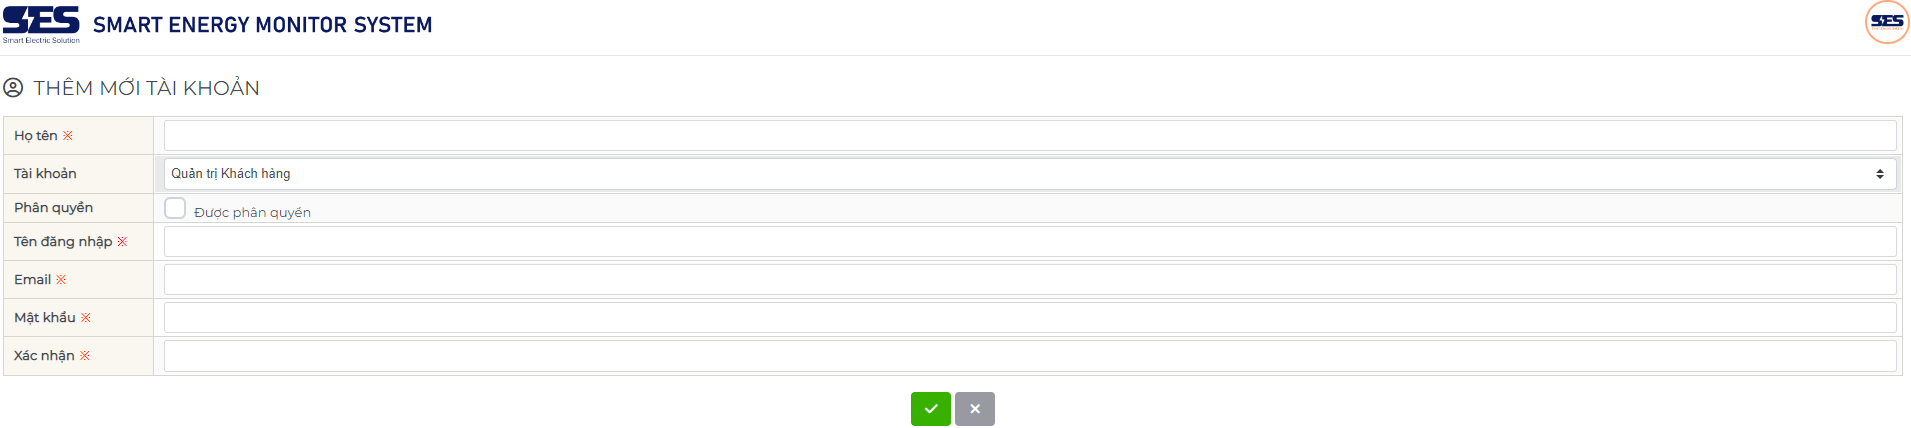 SES
Smart Electric Solution
SMART ENERGY MONITOR SYSTEM
SES
THÊM MỚI TÀI KHOẢN
Họ tên ※
Tài khoản
Quản trị Khách hàng
Phân quyền
Được phân quyền
Tên đăng nhập ※
Email ※
Mật khẩu ※
Xác nhận ※